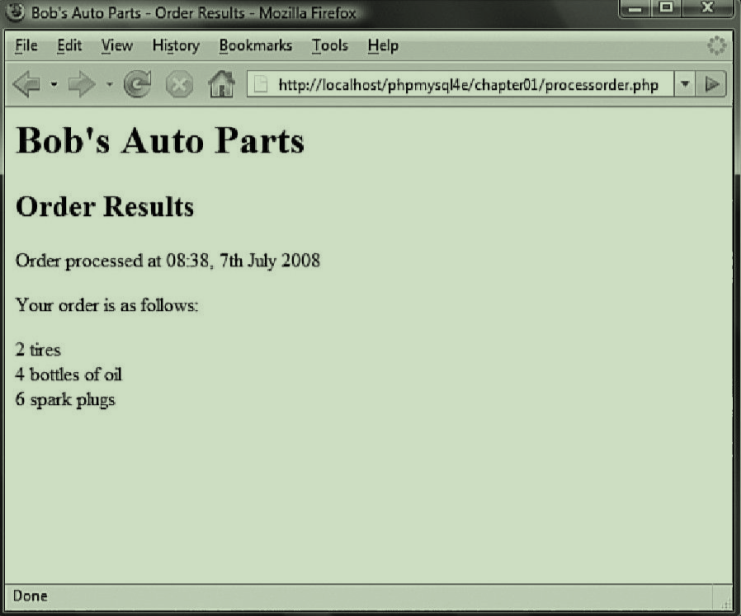 Bob's Auto Parts - Order Results - Mozilla Firefox
File Edit View History Bookmarks Tools Help
http://localhost/phpmysql4e/chapter01/processorder.php
Bob's Auto Parts
Order Results
Order processed at 08:38, 7th July 2008
Your order is as follows:
2 tires
4 bottles of oil
6 spark plugs
Done